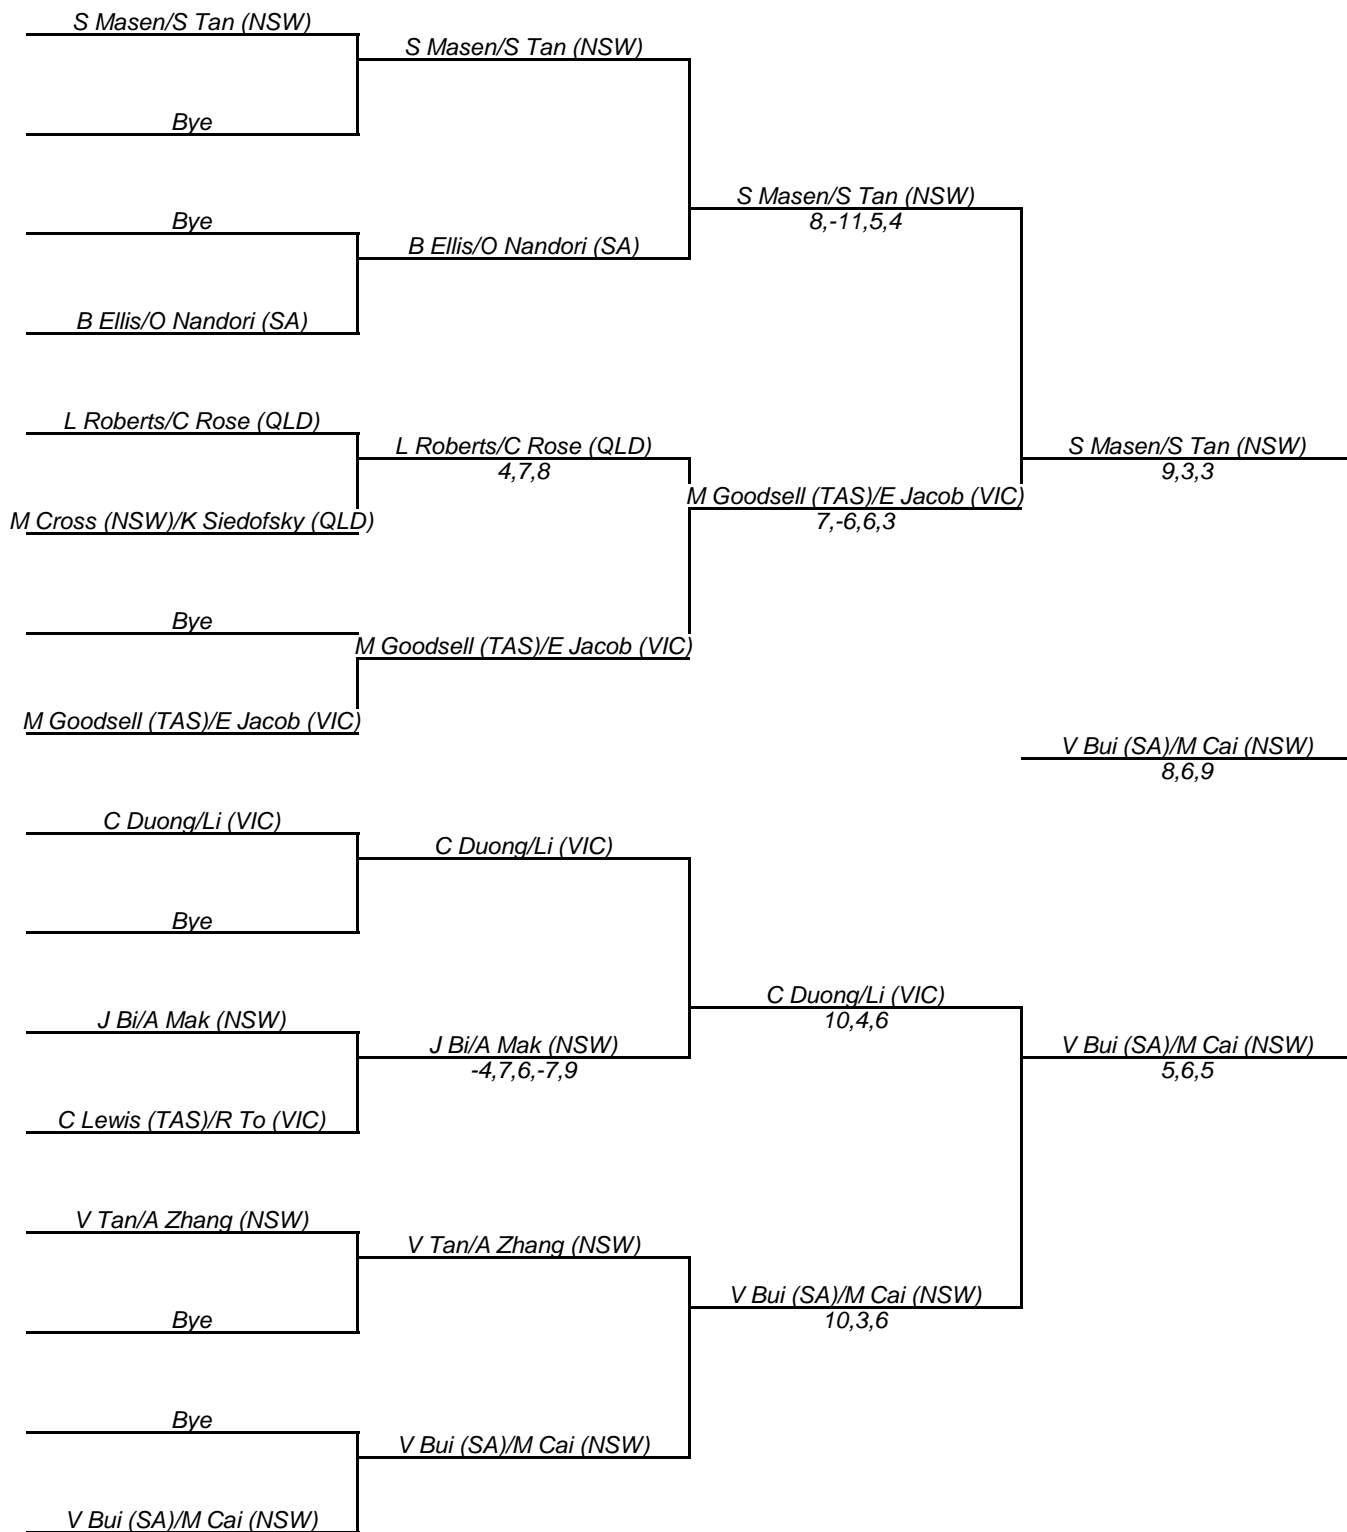 S Masen/S Tan (NSW)
S Masen/S Tan (NSW)
Bye
S Masen/S Tan (NSW)
8,-11,5,4
Bye
B Ellis/O Nandori (SA)
B Ellis/O Nandori (SA)
L Roberts/C Rose (QLD)
L Roberts/C Rose (QLD)
4,7,8
S Masen/S Tan (NSW)
9,3,3
M Goodsell (TAS)/E Jacob (VIC)
7,-6,6,3
M Cross (NSW)/K Siedofsky (QLD)
Bye
M Goodsell (TAS)/E Jacob (VIC)
M Goodsell (TAS)/E Jacob (VIC)
V Bui (SA)/M Cai (NSW)
8,6,9
C Duong/Li (VIC)
C Duong/Li (VIC)
Bye
C Duong/Li (VIC)
10,4,6
J Bi/A Mak (NSW)
J Bi/A Mak (NSW)
-4,7,6,-7,9
V Bui (SA)/M Cai (NSW)
5,6,5
C Lewis (TAS)/R To (VIC)
V Tan/A Zhang (NSW)
V Tan/A Zhang (NSW)
V Bui (SA)/M Cai (NSW)
10,3,6
Bye
Bye
V Bui (SA)/M Cai (NSW)
V Bui (SA)/M Cai (NSW)